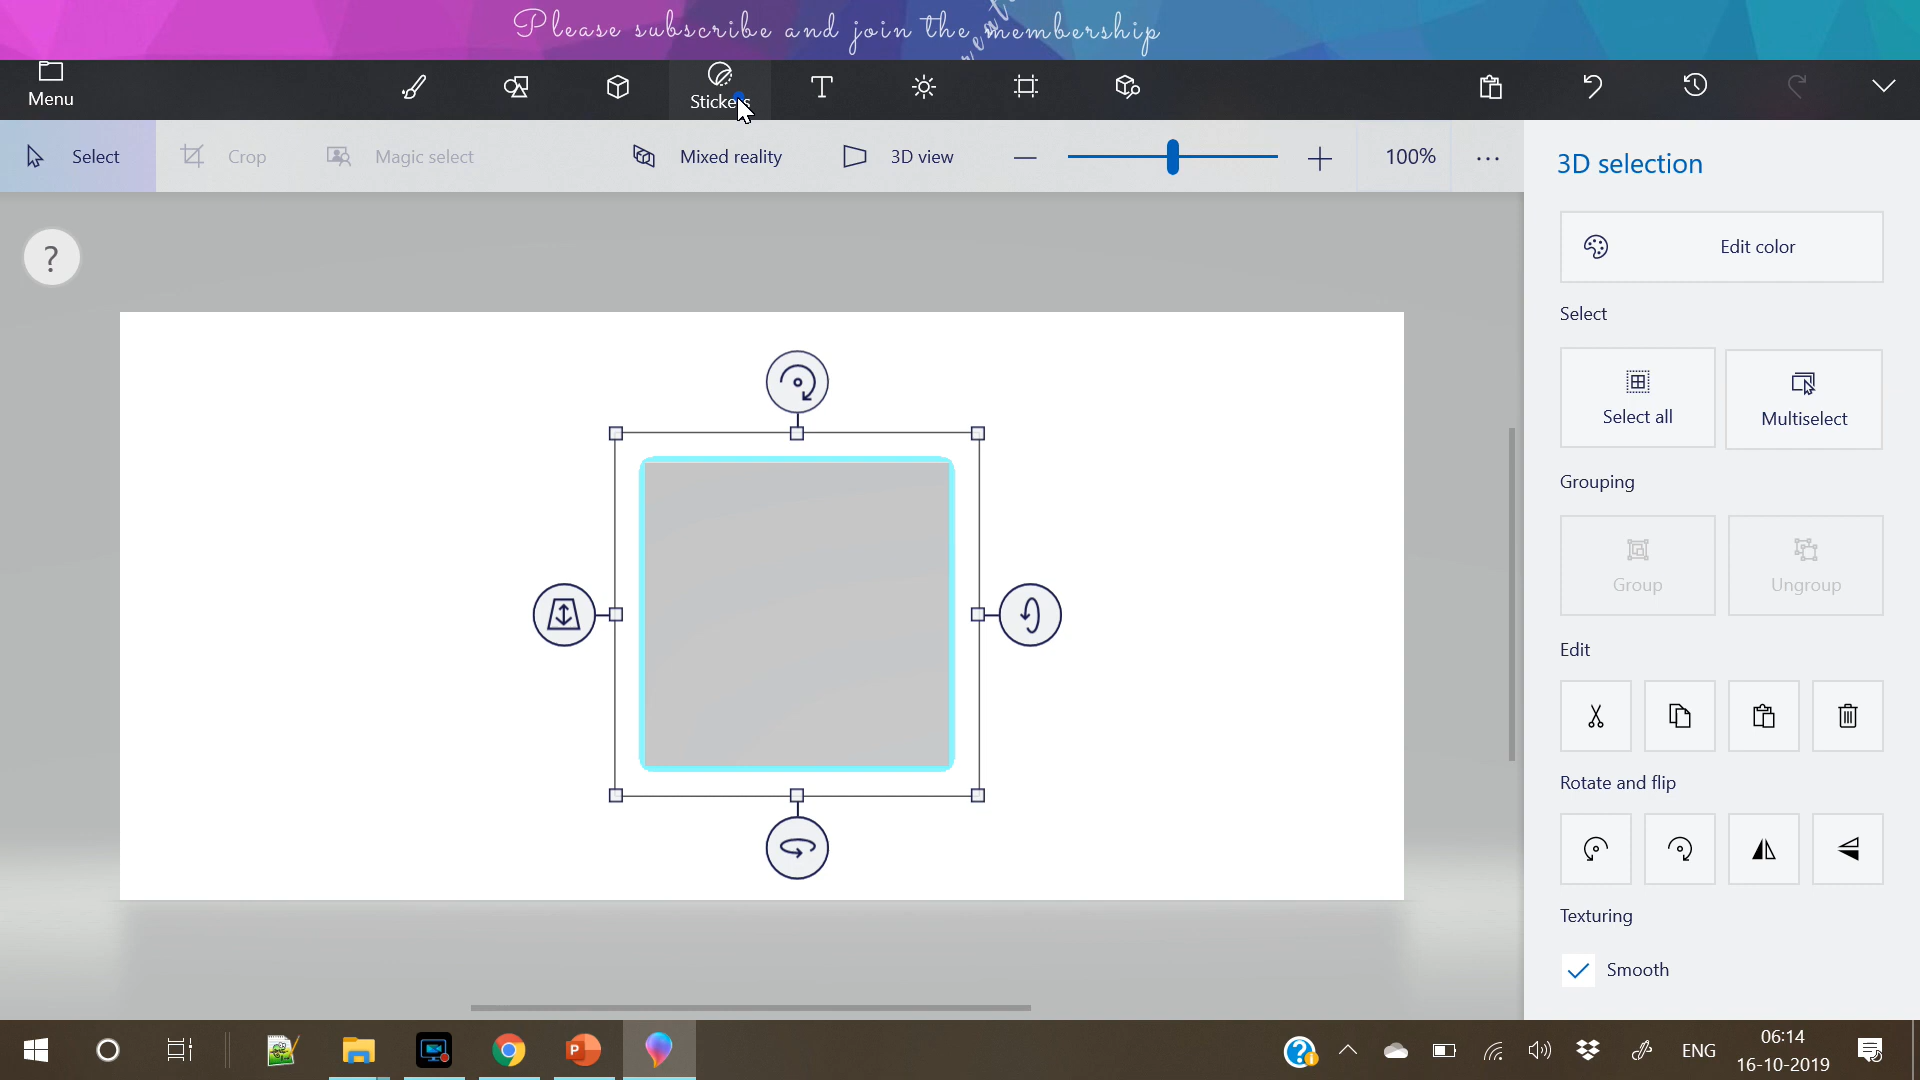 Please subscribe and join the membership
Menu
Stickers
Select
Crop
Magic select
Mixed reality
3D view
100%
3D selection
?
Edit color
Select
Select all
Multiselect
Grouping
Group
Ungroup
Edit
Rotate and flip
Texturing
Smooth
ENG
06:14
16-10-2019